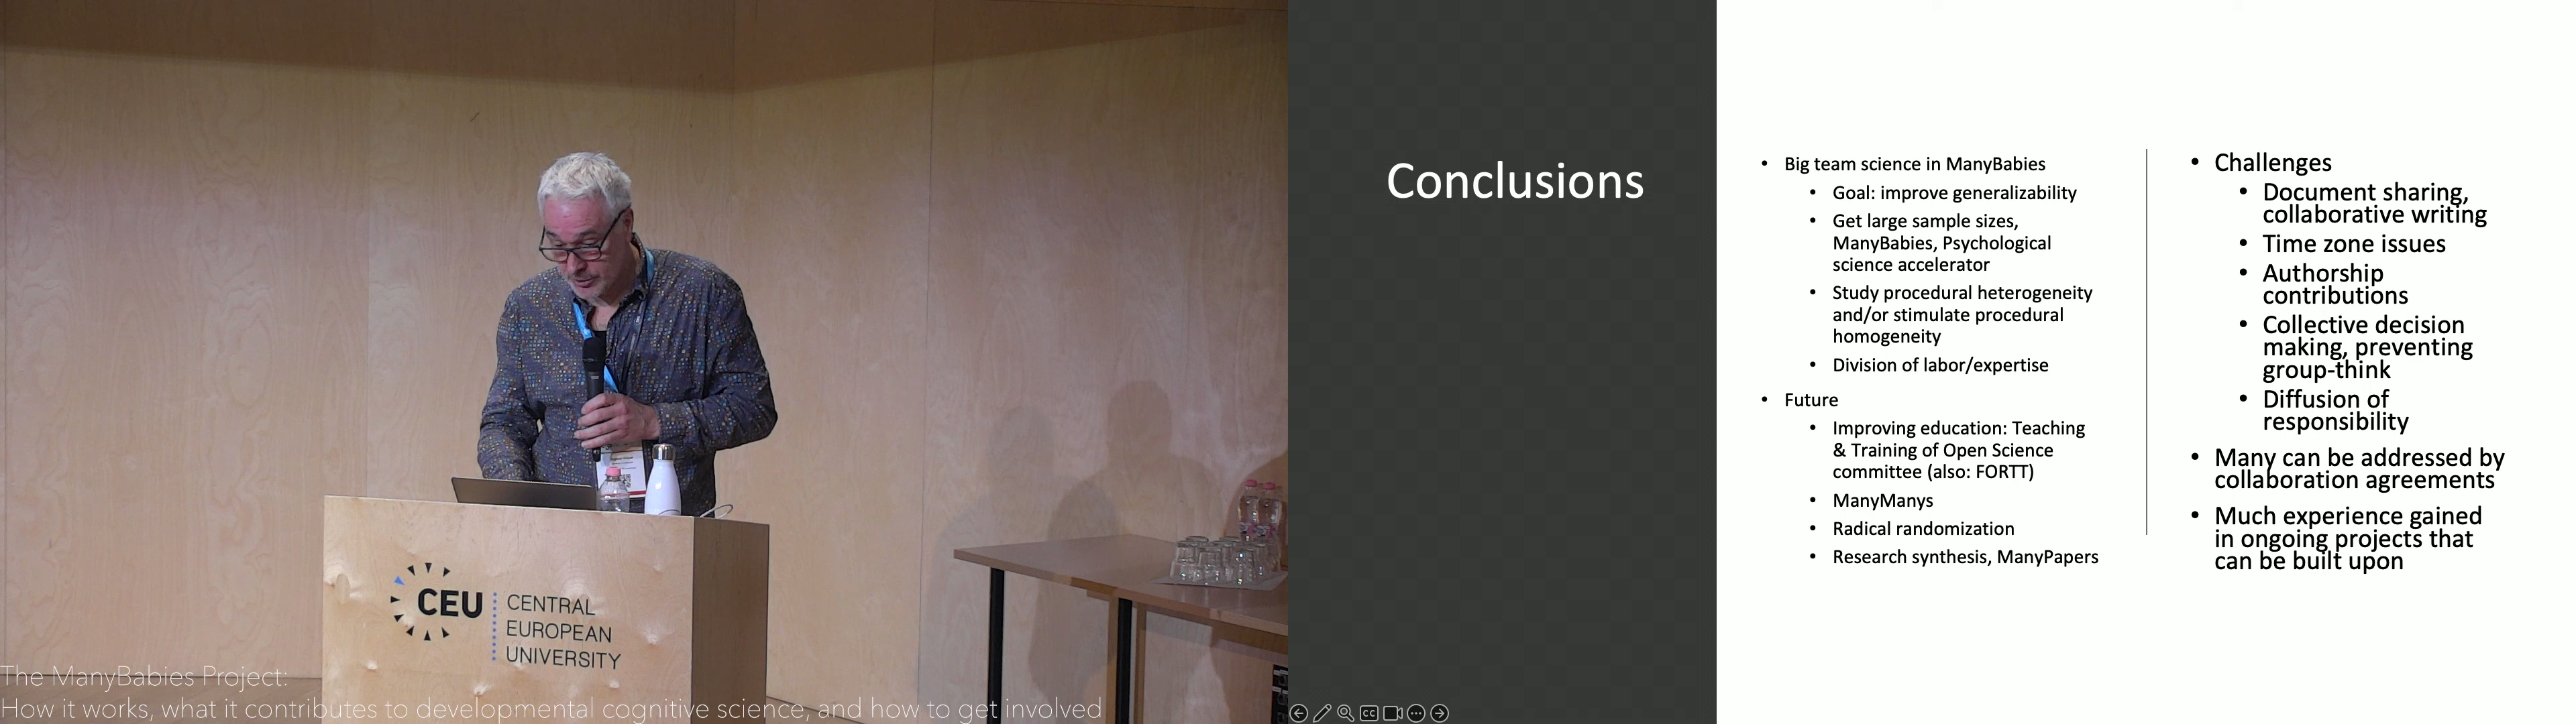 CEU
CENTRAL
EUROPEAN
UNIVERSITY
The ManyBabies Project:
How it works, what it contributes to developmental cognitive science, and how to get involved
Conclusions
• Big team science in ManyBabies
• Goal: improve generalizability
• Get large sample sizes,
ManyBabies, Psychological
science accelerator
• Study procedural heterogeneity
and/or stimulate procedural
homogeneity
• Division of labor/expertise
• Future
• Improving education: Teaching
& Training of Open Science
committee (also: FORTT)
• ManyManys
• Radical randomization
• Research synthesis, ManyPapers
• Challenges
• Document sharing,
collaborative writing
• Time zone issues
• Authorship
contributions
• Collective decision
making, preventing
group-think
• Diffusion of
responsibility
• Many can be addressed by
collaboration agreements
• Much experience gained
in ongoing projects that
can be built upon
CC